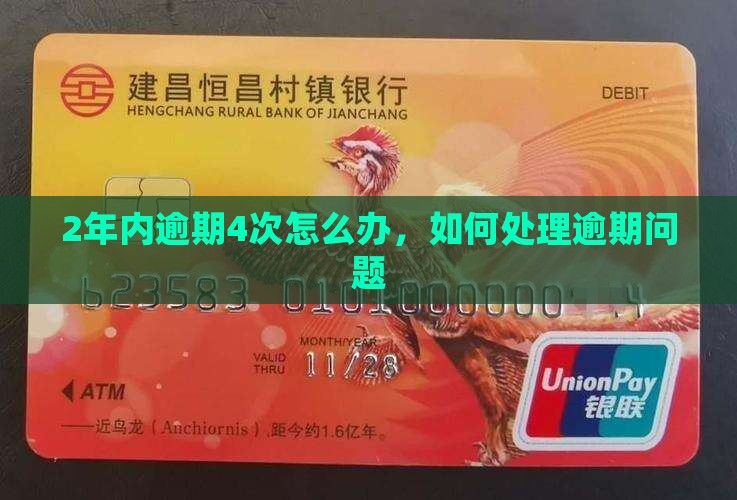 建昌恒昌村镇银行
HENGCHANG RURAL BANK OF JIANCHANG
DEBIT
2年内逾期4次怎么办，如何处理逾期问
题
623583 0101000000
MONTH/YEAR
VALID
THRU
11/28
ATM
——近鸟龙（Anchiornis）,距今约1.6亿年。
UnionPay
银联